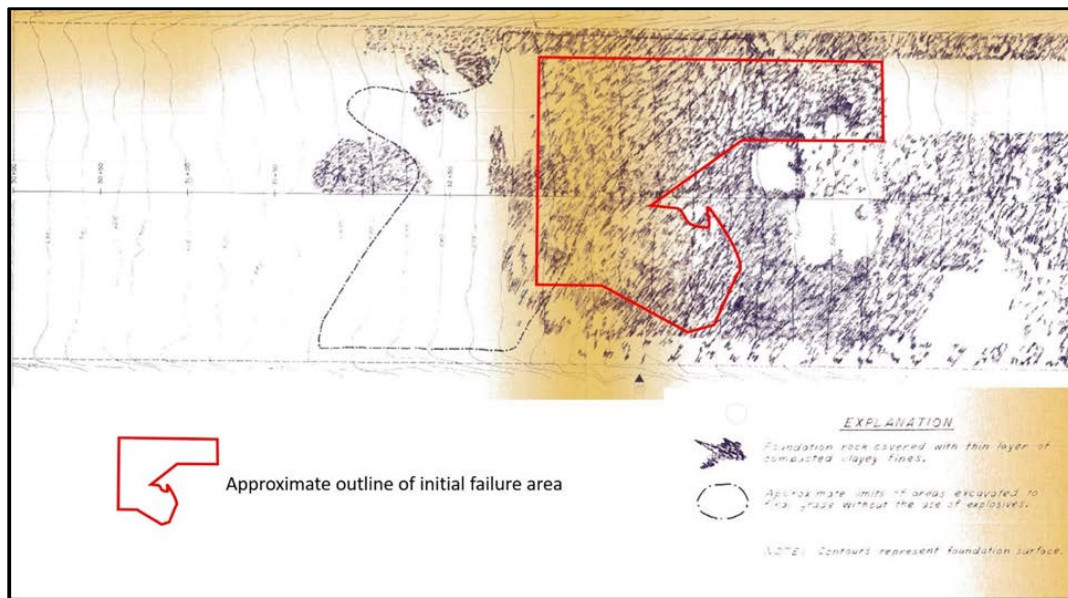 EXPLANATION
Foundation rock covered with thin layer of
compacted clayey fines.
Approximate outline of initial failure area
Approximate limits of areas excavated to
final grade without the use of explosives.
NOTE: Contours represent foundation surface.